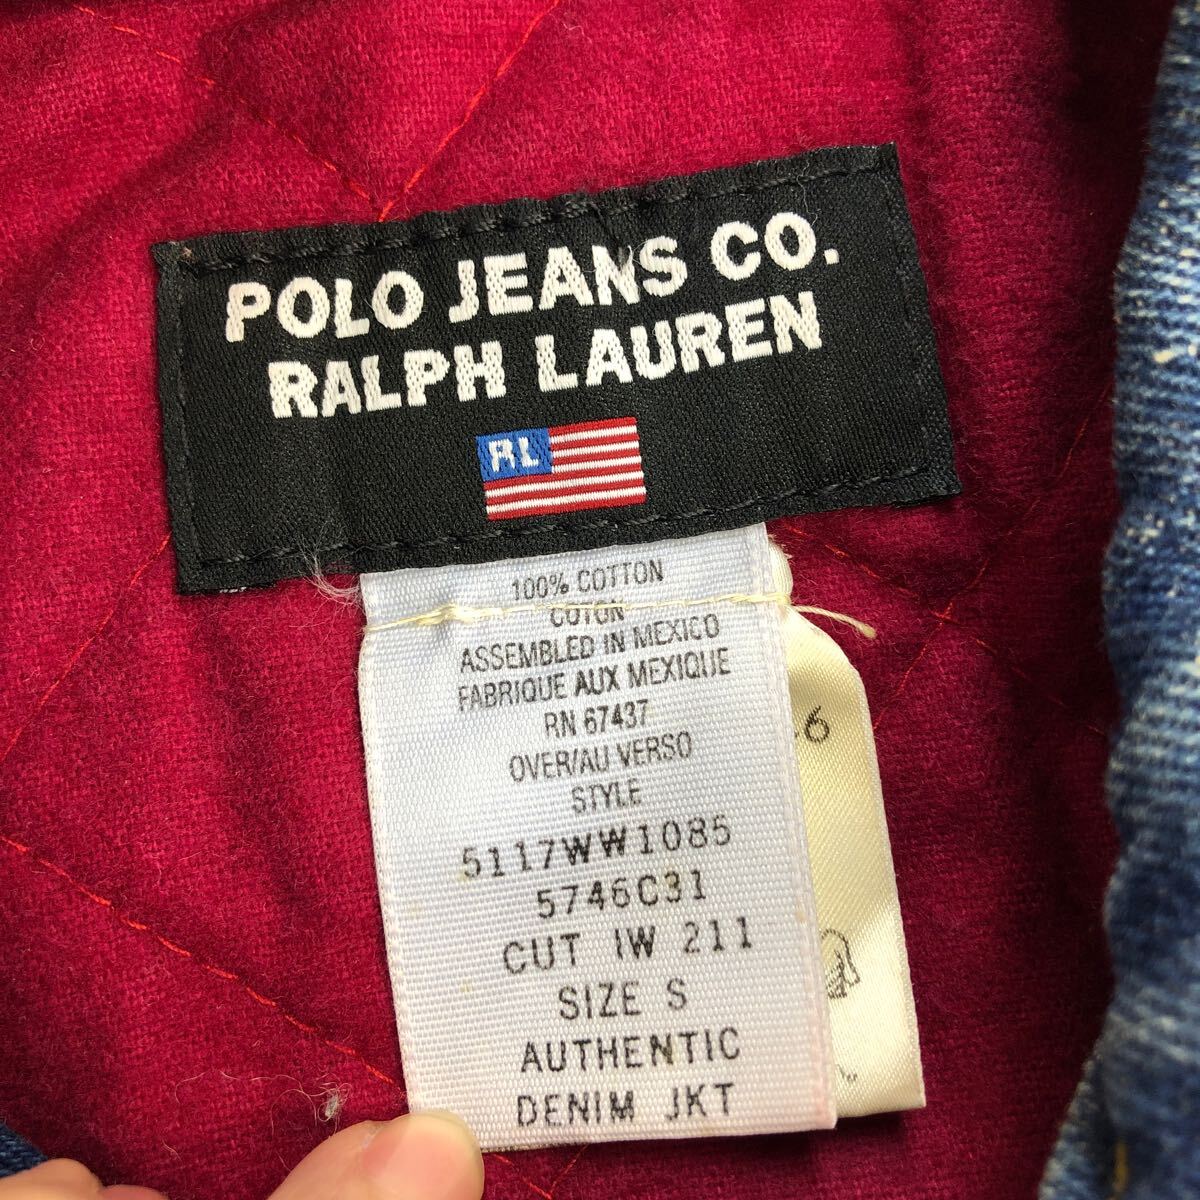 POLO JEANS CO.
RALPH LAUREN
RL
100% COTTON
COTON
ASSEMBLED IN MEXICO
FABRIQUE AUX MEXIQUE
RN 67437
OVER/AU VERSO
STYLE
5117WW1085
5746C31
CUT IW 211
SIZE S
AUTHENTIC
DENIM JKT